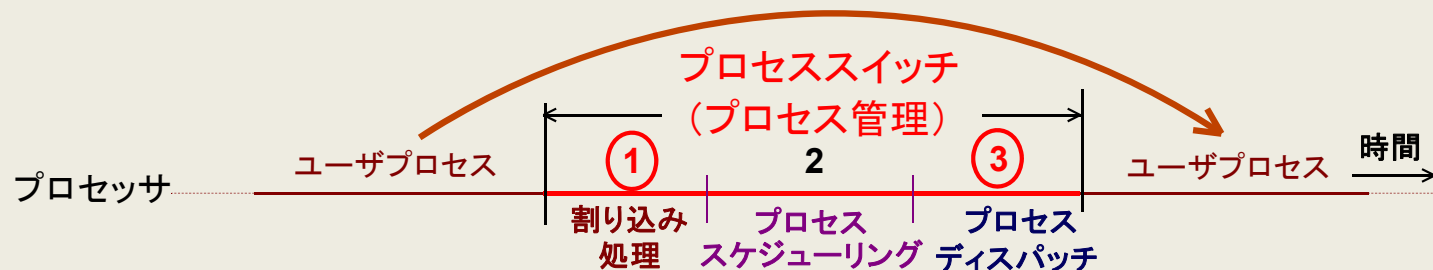 プロセススイッチ
（プロセス管理）
ユーザプロセス
1
2
3
ユーザプロセス
時間
プロセッサ
割り込み
処理
プロセス
スケジューリング
プロセス
ディスパッチ